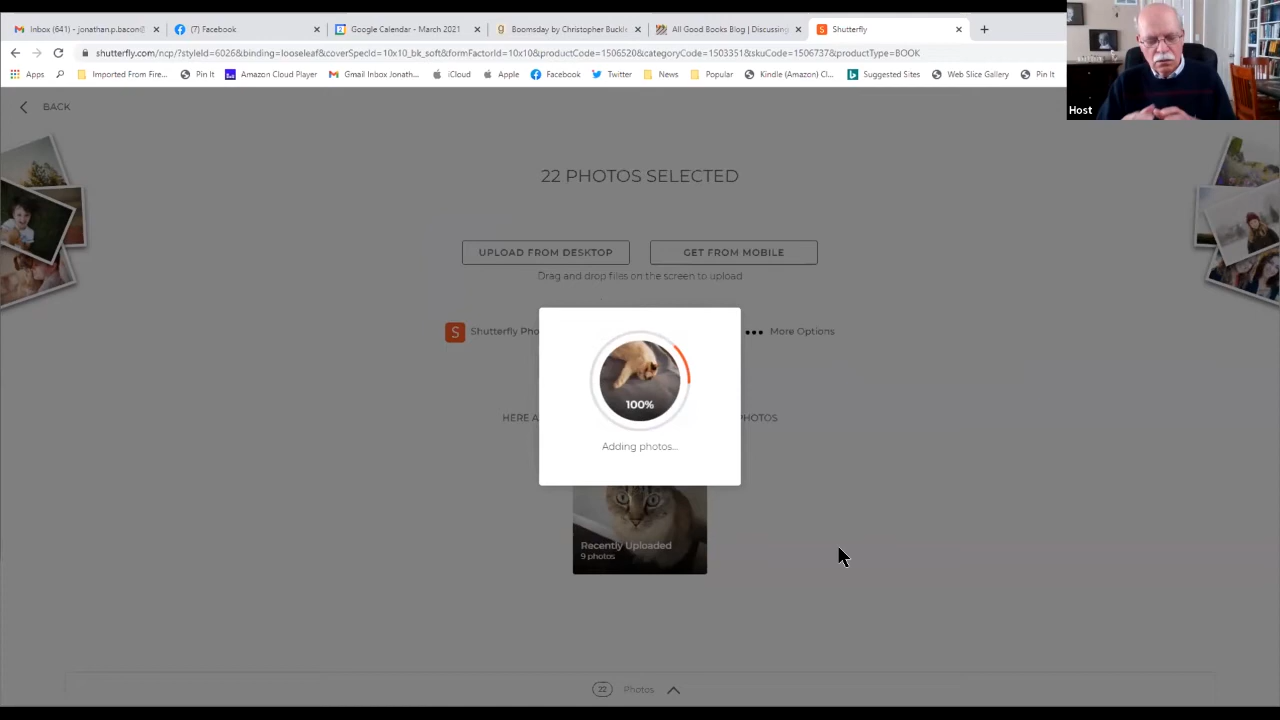 Inbox (641) - jonathan.p.bacon@
(7) Facebook
Google Calendar - March 2021
Boomsday by Christopher Buckle
All Good Books Blog | Discussing
Shutterfly
shutterfly.com/ncp/?styleId=6026&binding=looseleaf&coverSpecId=10x10_bk_soft&formFactorId=10x10&productCode=1506520&categoryCode=1503351&skuCode=1506737&productType=BOOK
Apps
Imported From Fire...
Pin It
Amazon Cloud Player
Gmail Inbox Jonath...
iCloud
Apple
Facebook
Twitter
News
Popular
Kindle (Amazon) Cl...
Suggested Sites
Web Slice Gallery
Pin It
Host
BACK
22 PHOTOS SELECTED
UPLOAD FROM DESKTOP
GET FROM MOBILE
Drag and drop files on the screen to upload
S Shutterfly Pho
More Options
HERE A
PHOTOS
100%
Adding photos...
Recently Uploaded
9 photos
22 Photos